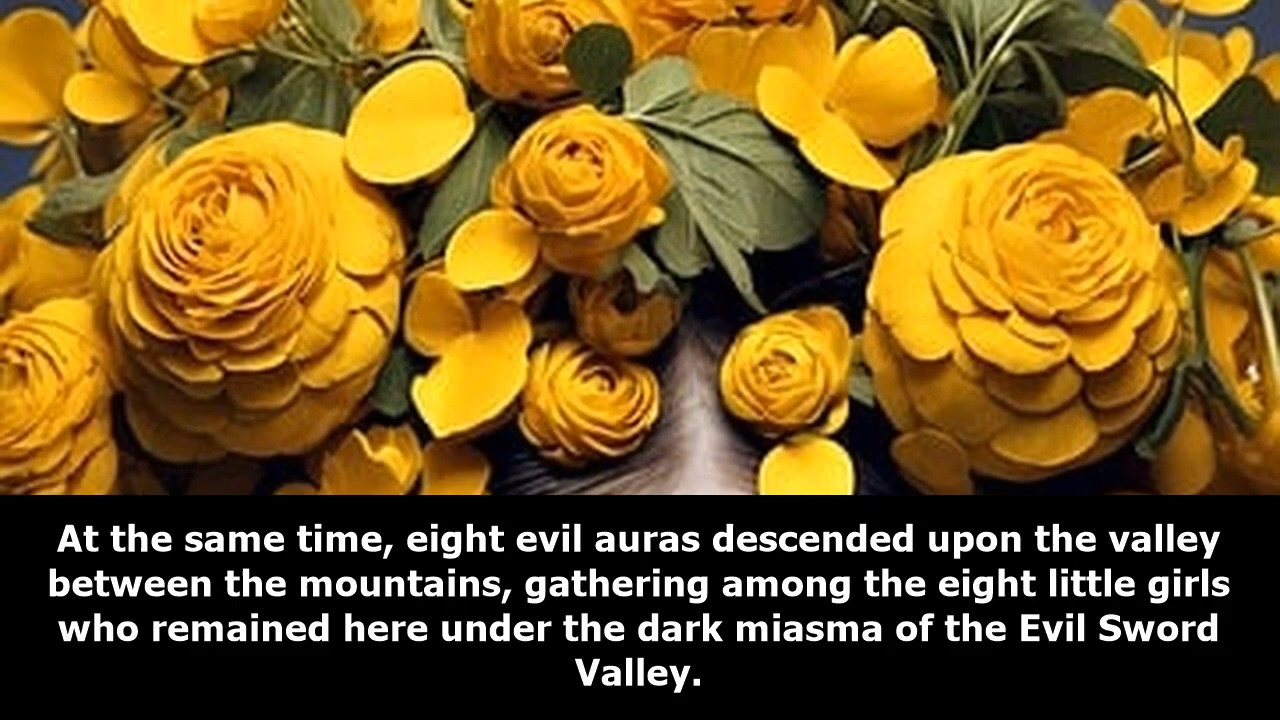 At the same time, eight evil auras descended upon the valley
between the mountains, gathering among the eight little girls
who remained here under the dark miasma of the Evil Sword
Valley.